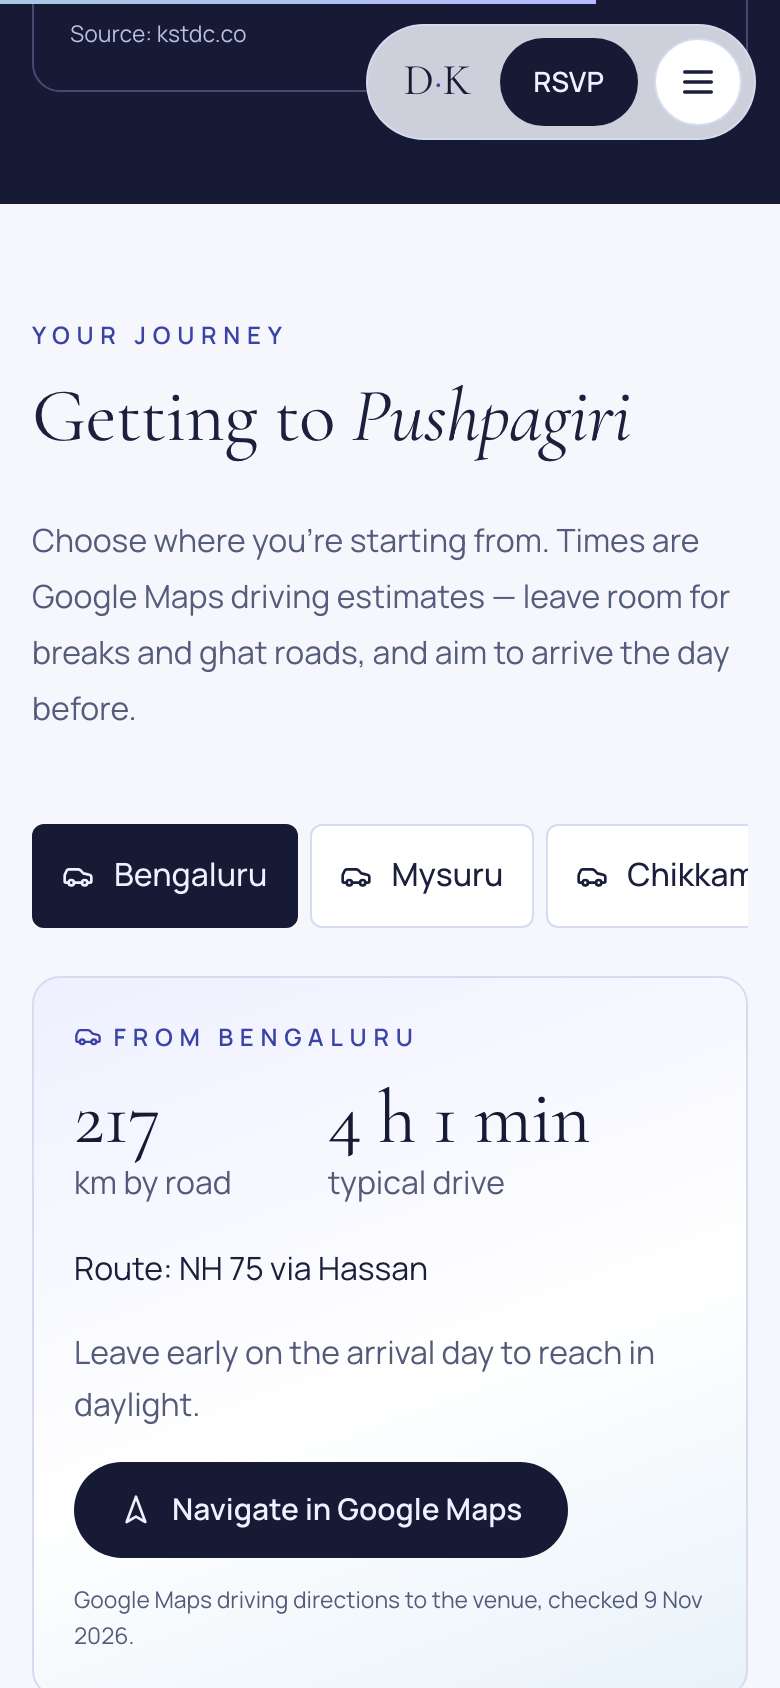 Source: kstdc.co
D·K
RSVP
YOUR JOURNEY
Getting to Pushpagiri
Choose where you’re starting from. Times are
Google Maps driving estimates — leave room for
breaks and ghat roads, and aim to arrive the day
before.
Bengaluru
Mysuru
Chikkam
FROM BENGALURU
217
4 h 1 min
km by road
typical drive
Route: NH 75 via Hassan
Leave early on the arrival day to reach in
daylight.
Navigate in Google Maps
Google Maps driving directions to the venue, checked 9 Nov
2026.